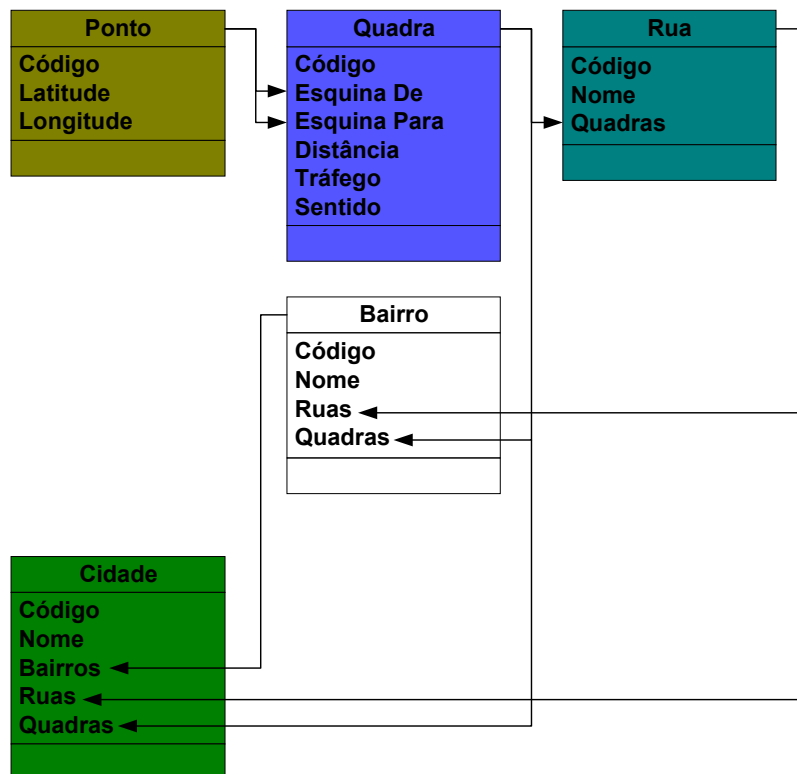 Ponto
Código
Latitude
Longitude
Quadra
Código
Esquina De
Esquina Para
Distância
Tráfego
Sentido
Rua
Código
Nome
Quadras
Bairro
Código
Nome
Ruas
Quadras
Cidade
Código
Nome
Bairros
Ruas
Quadras